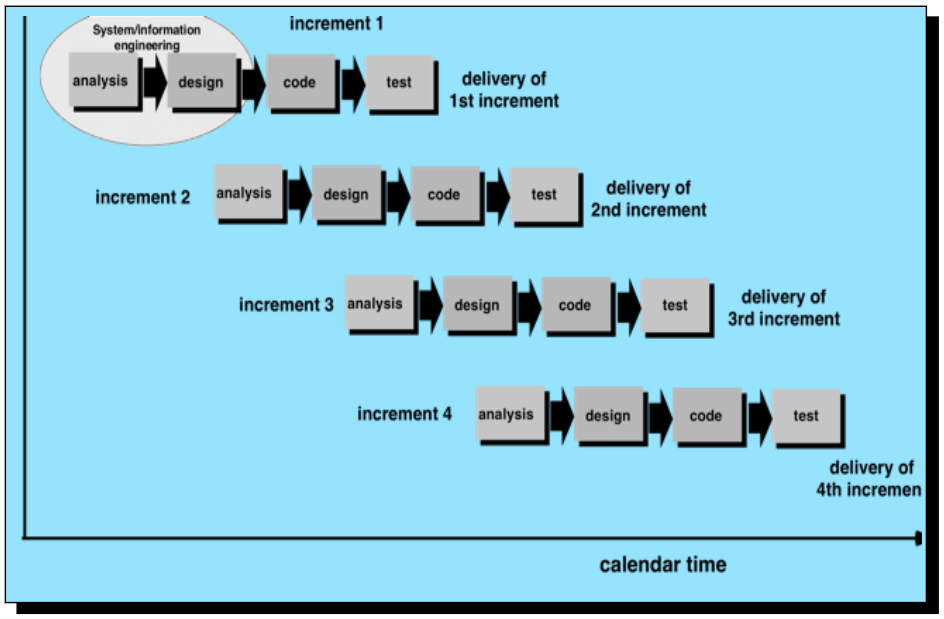 increment 1
System/information
engineering
analysis
design
code
test
delivery of
1st increment
increment 2
analysis
design
code
test
delivery of
2nd increment
increment 3
analysis
design
code
test
delivery of
3rd increment
increment 4
analysis
design
code
test
delivery of
4th incremen
calendar time